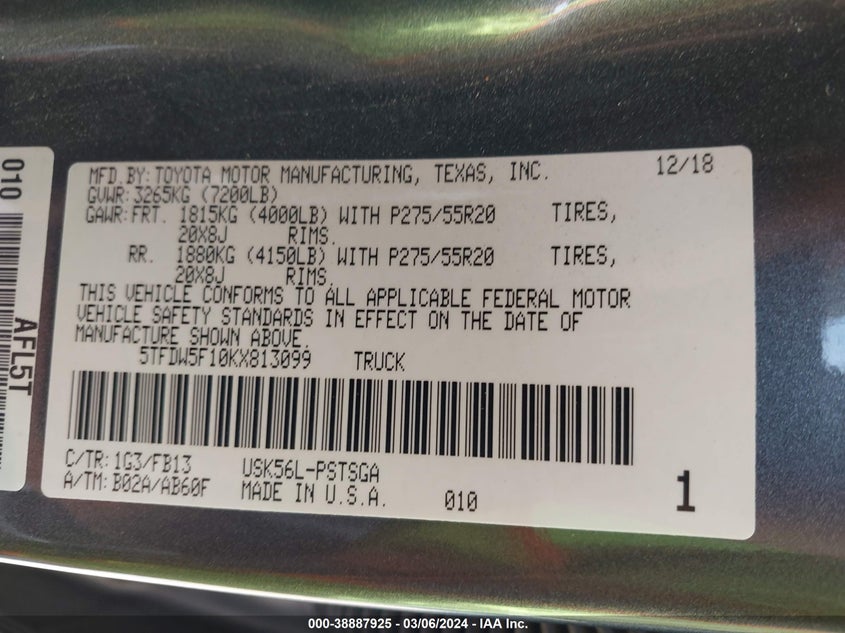 MFD.BY:TOYOTA MOTOR MANUFACTURING, TEXAS, INC. 12/18
GVWR:3265KG (7200LB)
GAWR:FRT. 1815KG (4000LB) WITH P275/55R20 TIRES,
20X8J RIMS.
RR. 1880KG (4150LB) WITH P275/55R20 TIRES,
20X8J RIMS.
THIS VEHICLE CONFORMS TO ALL APPLICABLE FEDERAL MOTOR
VEHICLE SAFETY STANDARDS IN EFFECT ON THE DATE OF
MANUFACTURE SHOWN ABOVE.
5TFDW5F10KX813099 TRUCK
C/TR:1G3/FB13 USK56L-PSTSGA
A/TM:B02A/AB60F MADE IN U.S.A. 010 1
010
AFL5T
000-38887925 - 03/06/2024 - IAA Inc.